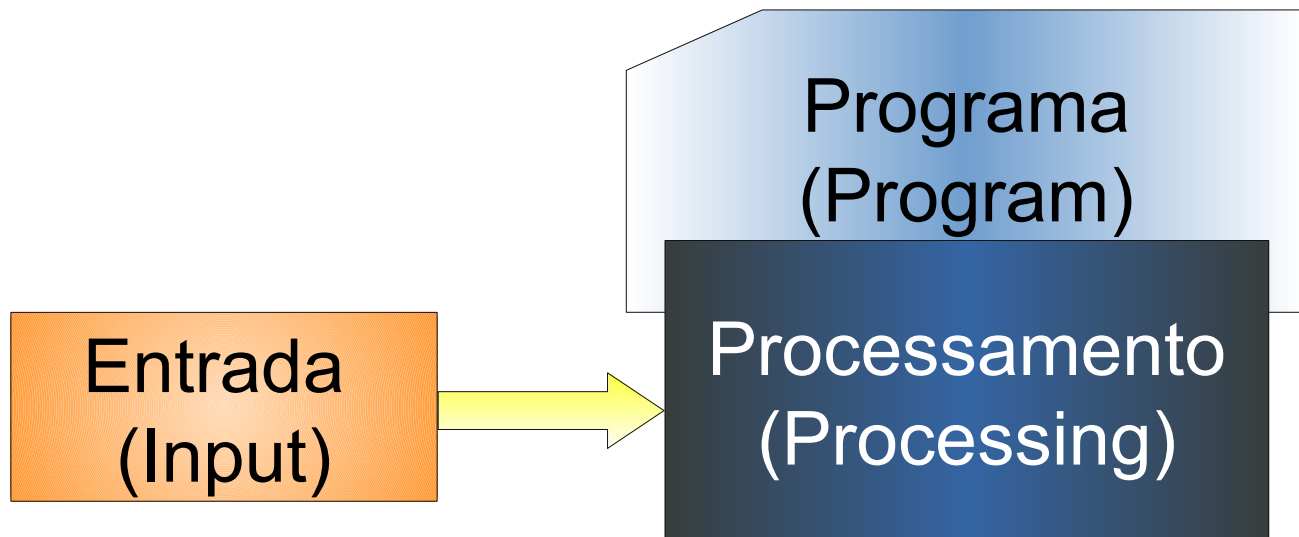 Programa
(Program)
Entrada
(Input)
Processamento
(Processing)